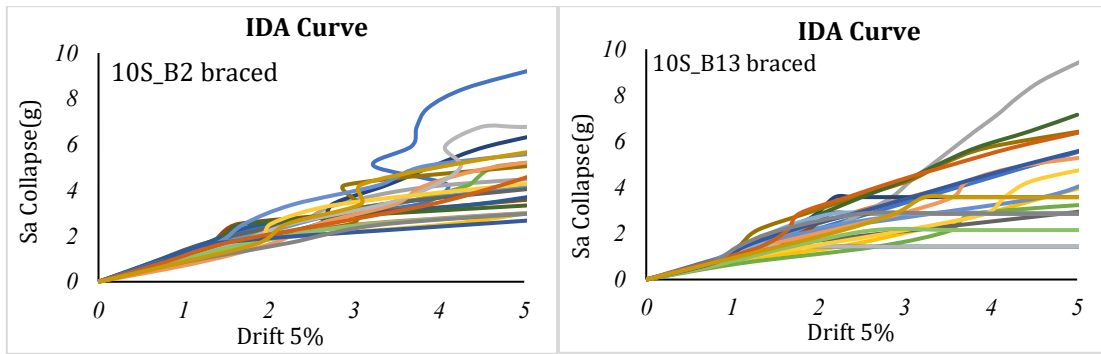 IDA Curve
10S_B2 braced
Sa Collapse(g)
10
8
6
4
2
0
0 1 2 3 4 5
Drift 5%
IDA Curve
10S_B13 braced
Sa Collapse(g)
10
8
6
4
2
0
0 1 2 3 4 5
Drift 5%